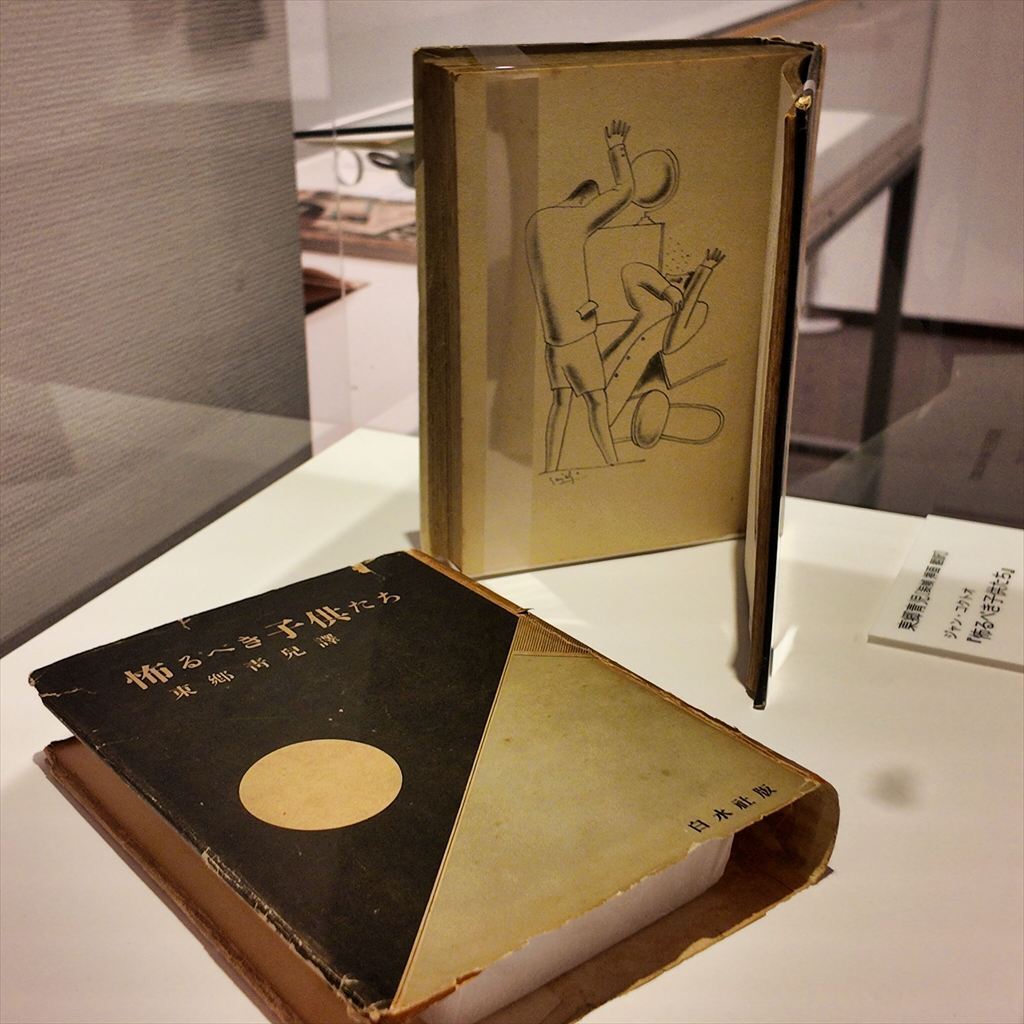 怖るべき子供たち
東郷青児譯
白水社版
ジャン・コクトオ
『怖るべき子供たち』